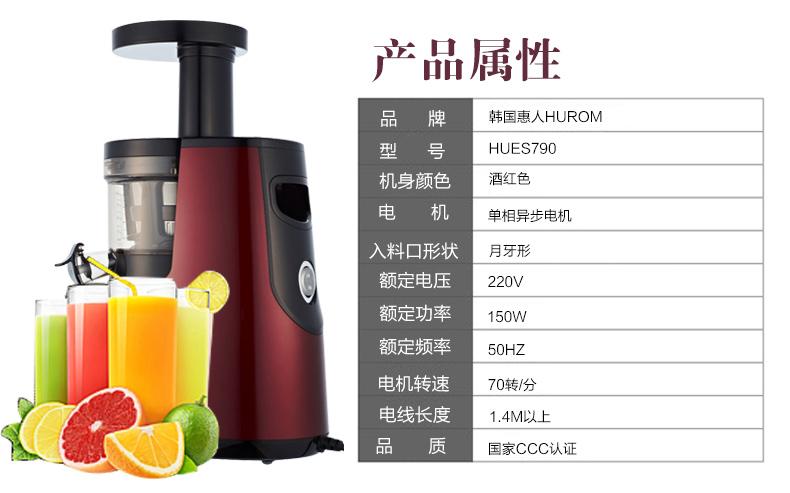 产品属性
品 牌 韩国惠人HUROM
型 号 HUES790
机身颜色 酒红色
电 机 单相异步电机
入料口形状 月牙形
额定电压 220V
额定功率 150W
额定频率 50HZ
电机转速 70转/分
电线长度 1.4M以上
品 质 国家CCC认证